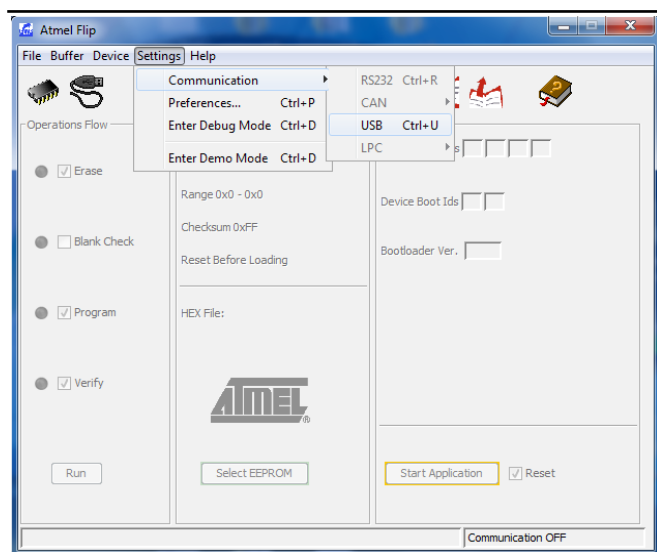 Atmel Flip
File Buffer Device Settings Help
Communication
Preferences... Ctrl+P
Enter Debug Mode Ctrl+D
Enter Demo Mode Ctrl+D
RS232 Ctrl+R
CAN
USB Ctrl+U
LPC
Operations Flow
Erase
Blank Check
Program
Verify
Run
Range 0x0 - 0x0
Checksum 0xFF
Reset Before Loading
HEX File:
ATMEL
Select EEPROM
s
Device Boot Ids
Bootloader Ver.
Start Application
Reset
Communication OFF